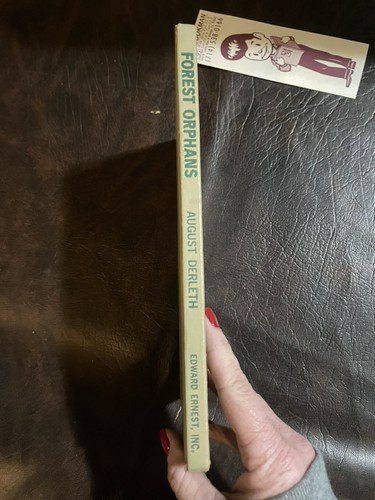 FOREST ORPHANS
AUGUST DERLETH
EDWARD ERNEST, INC.